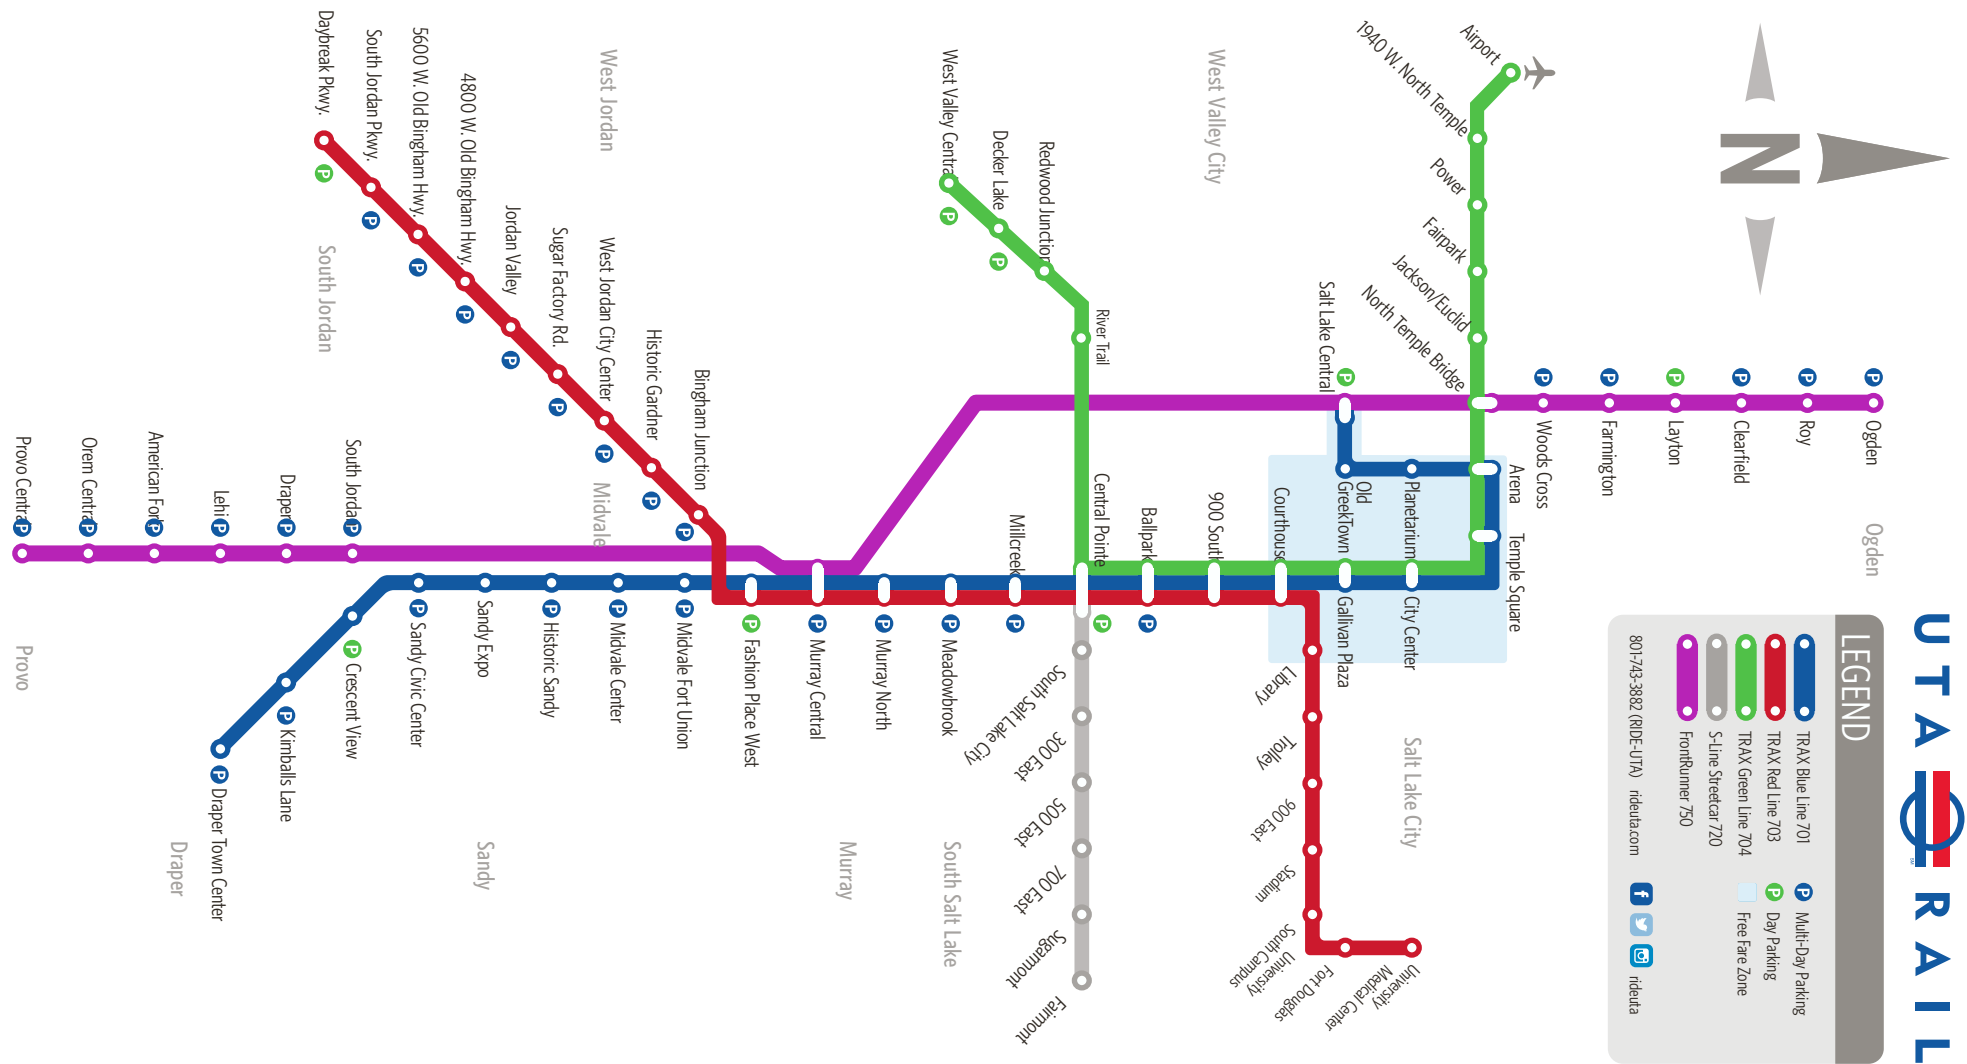 UTA RAIL
SM
LEGEND
TRAX Blue Line 701
TRAX Red Line 703
TRAX Green Line 704
S-Line Streetcar 720
FrontRunner 750
P Multi-Day Parking
P Day Parking
Free Fare Zone
801-743-3882 (RIDE-UTA) rideuta.com
rideuta
N
Ogden
Ogden
Roy
Clearfield
Layton
Farmington
Woods Cross
Airport
1940 W. North Temple
Power
Fairpark
Jackson/Euclid
North Temple Bridge
Arena
Temple Square
Salt Lake Central
Old
GreekTown
Planetarium
City Center
Gallivan Plaza
Courthouse
900 South
Ballpark
Central Pointe
Library
Trolley
900 East
Stadium
University
South Campus
Fort Douglas
University
Medical Center
Salt Lake City
West Valley City
West Valley Central
Decker Lake
Redwood Junction
River Trail
South Salt Lake City
300 East
500 East
700 East
Sugarmont
Fairmont
South Salt Lake
Millcreek
Meadowbrook
Murray North
Murray Central
Fashion Place West
Murray
Bingham Junction
Historic Gardner
West Jordan City Center
Sugar Factory Rd.
Jordan Valley
4800 W. Old Bingham Hwy.
5600 W. Old Bingham Hwy.
South Jordan Pkwy.
Daybreak Pkwy.
West Jordan
South Jordan
Midvale
Midvale Fort Union
Midvale Center
Historic Sandy
Sandy Expo
Sandy Civic Center
Crescent View
Kimballs Lane
Draper Town Center
Sandy
Draper
South Jordan
Draper
Lehi
American Fork
Orem Central
Provo Central
Provo